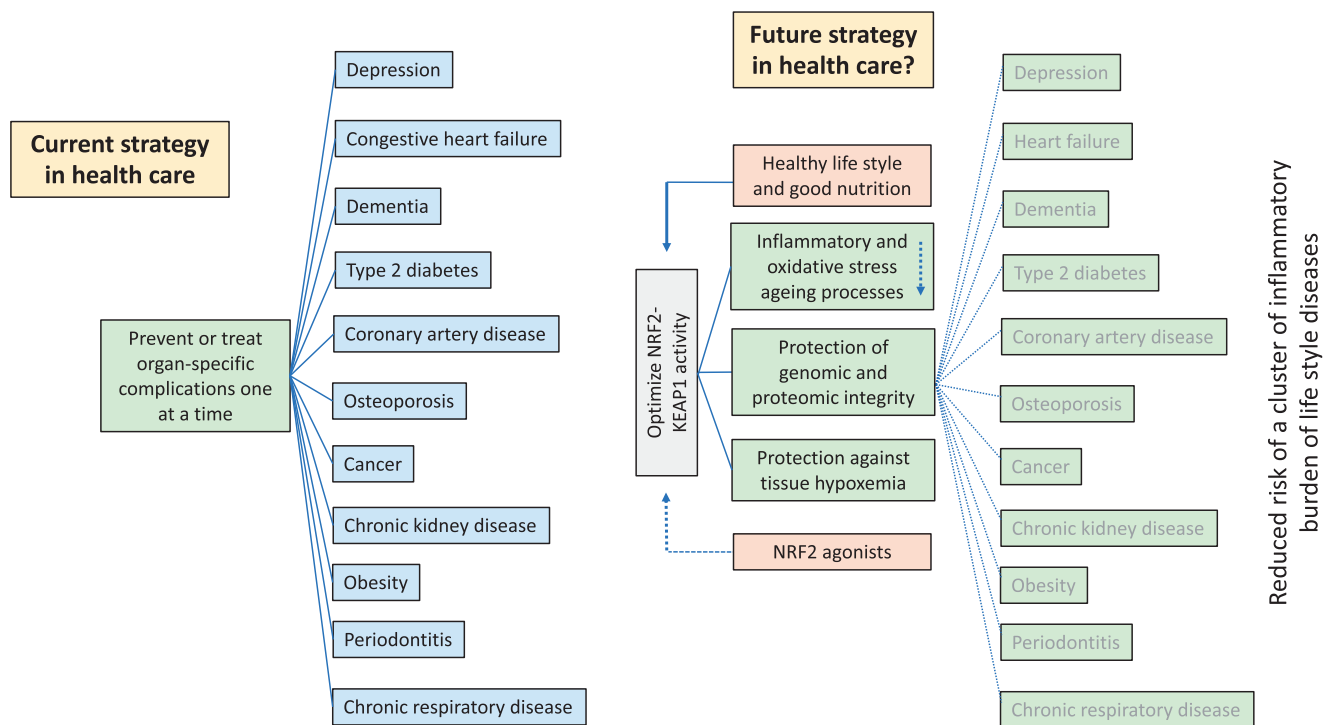 Current strategy
in health care
Prevent or treat
organ-specific
complications one
at a time
Depression
Congestive heart failure
Dementia
Type 2 diabetes
Coronary artery disease
Osteoporosis
Cancer
Chronic kidney disease
Obesity
Periodontitis
Chronic respiratory disease
Future strategy
in health care?
Healthy life style
and good nutrition
Optimize NRF2-
KEAP1 activity
Inflammatory and
oxidative stress
ageing processes
Protection of
genomic and
proteomic integrity
Protection against
tissue hypoxemia
NRF2 agonists
Depression
Heart failure
Dementia
Type 2 diabetes
Coronary artery disease
Osteoporosis
Cancer
Chronic kidney disease
Obesity
Periodontitis
Chronic respiratory disease
Reduced risk of a cluster of inflammatory
burden of life style diseases